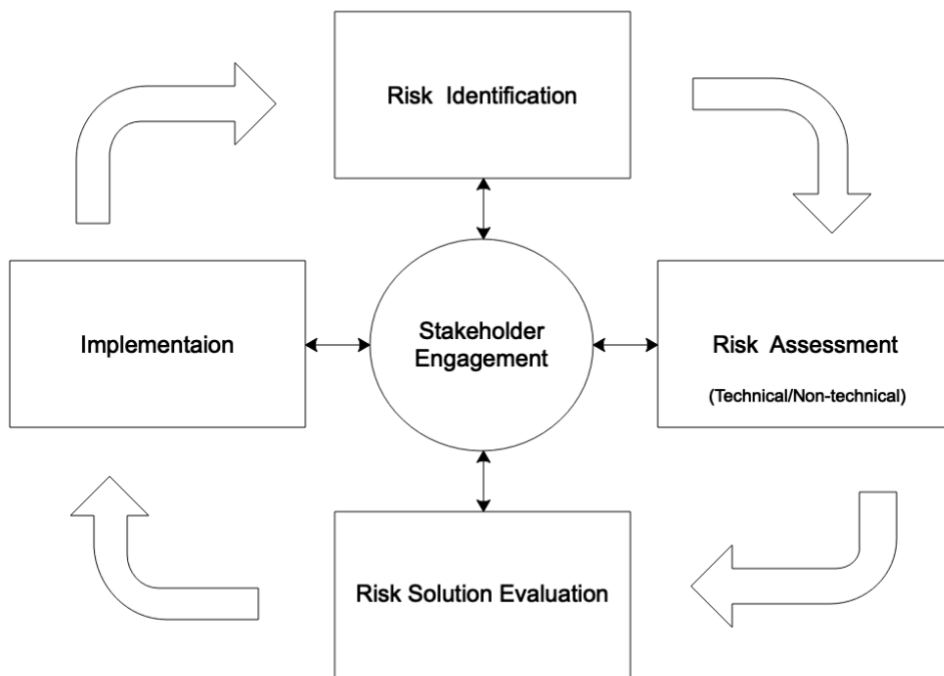 Risk Identification
Implementaion
Stakeholder
Engagement
Risk Assessment
(Technical/Non-technical)
Risk Solution Evaluation